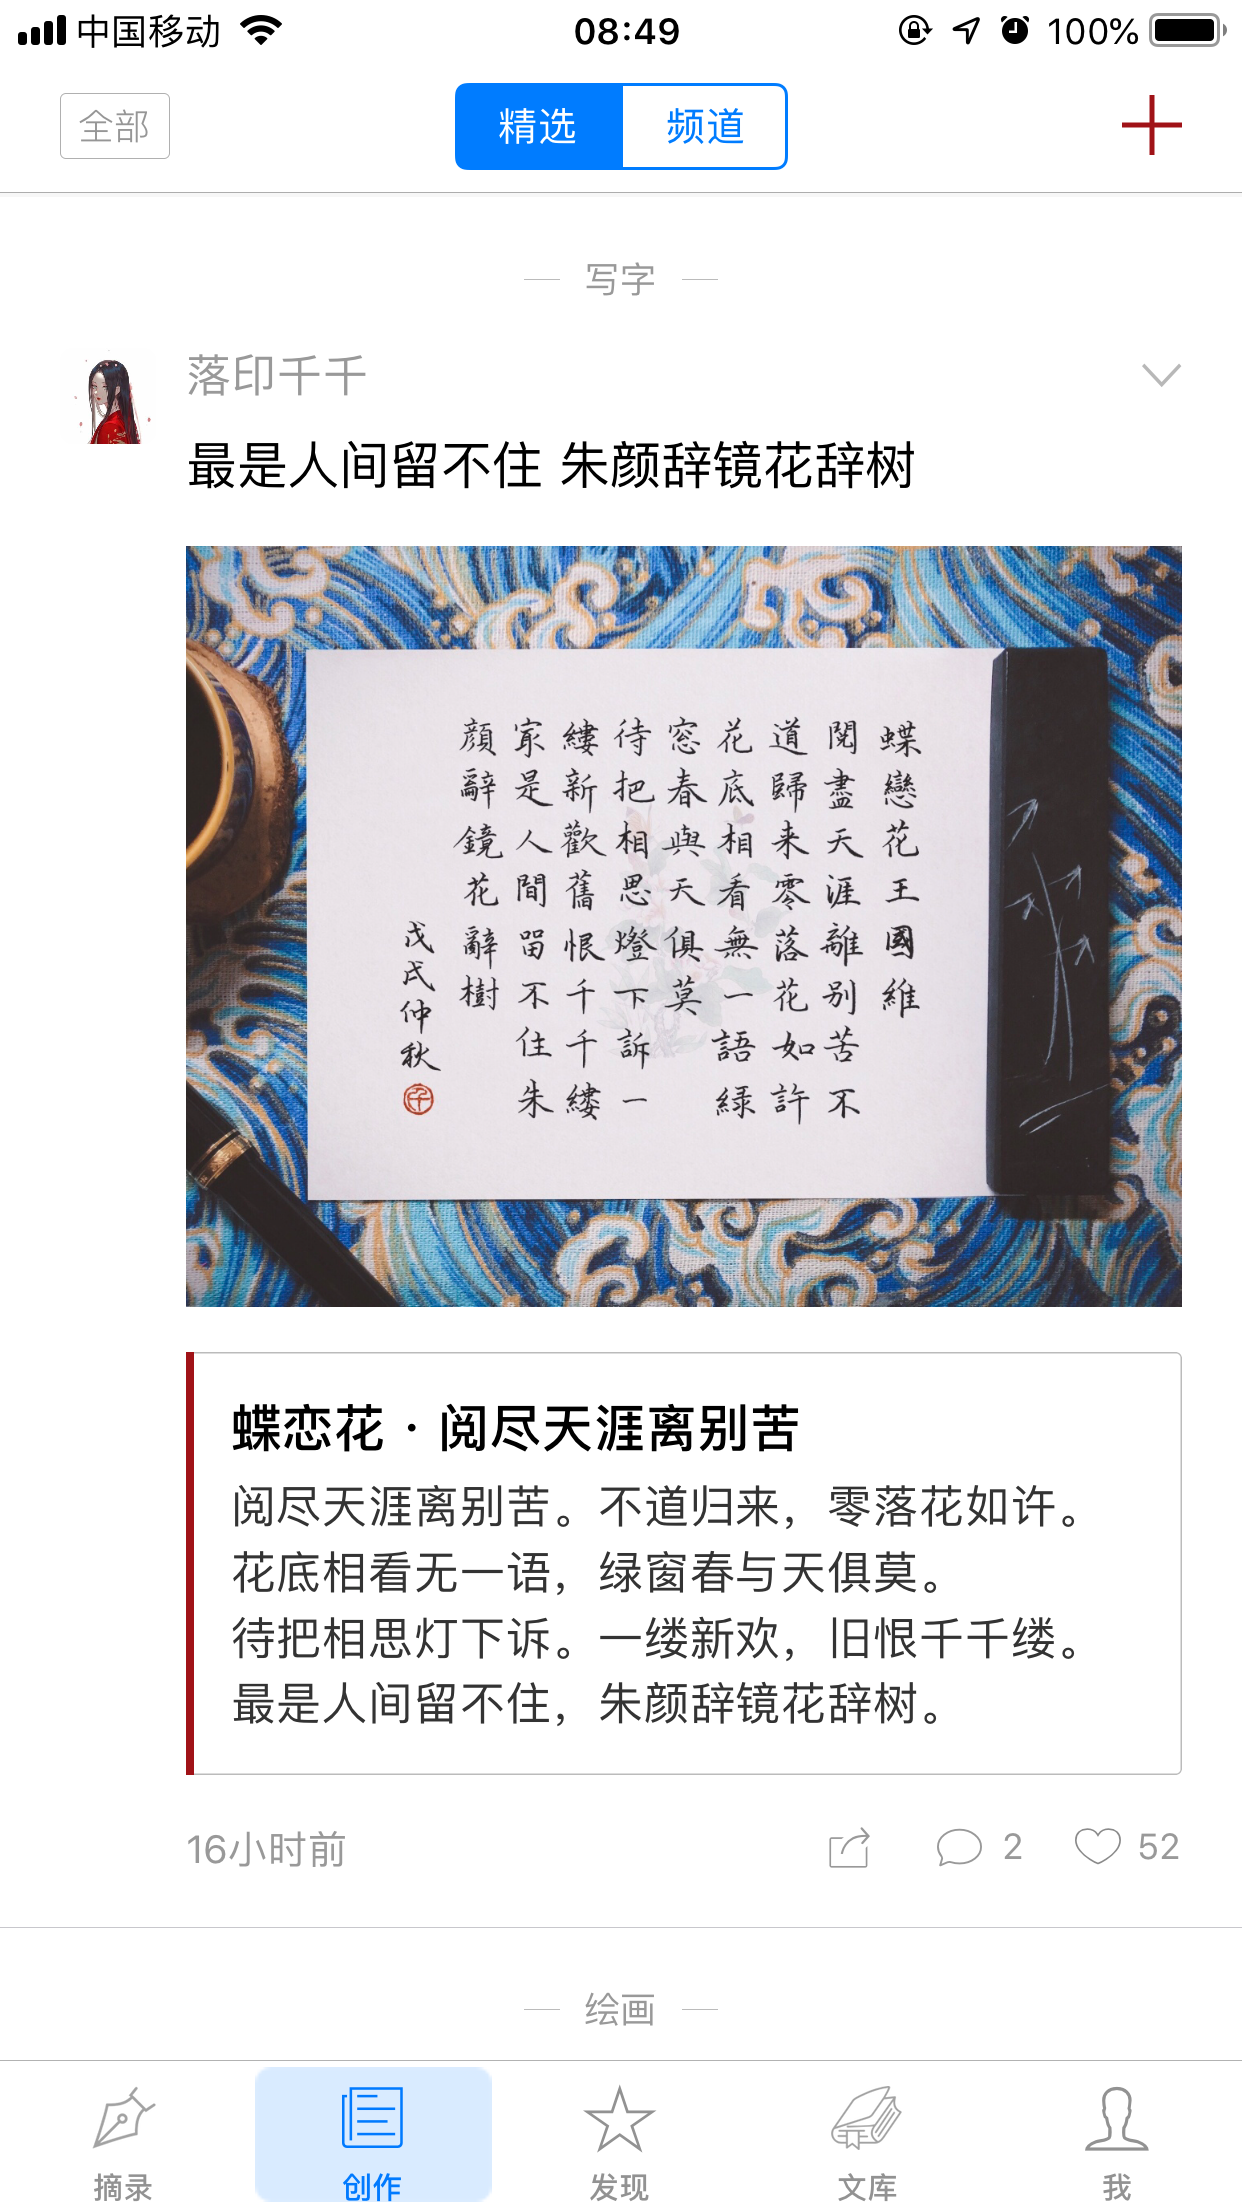 中国移动
08:49
100%
全部
精选
频道
写字
落印千千
最是人间留不住 朱颜辞镜花辞树
蝶戀花王國維
閱盡天涯離别苦不
道歸来零落花如許
花底相看無一語緑
窓春與天俱莫
待把相思燈下訴一
縷新歡舊恨千千縷
家是人間畱不住朱
顔辭鏡花辭樹
戊戌仲秋
蝶恋花·阅尽天涯离别苦
阅尽天涯离别苦。不道归来，零落花如许。
花底相看无一语，绿窗春与天俱莫。
待把相思灯下诉。一缕新欢，旧恨千千缕。
最是人间留不住，朱颜辞镜花辞树。
16小时前
2
52
绘画
摘录
创作
发现
文库
我